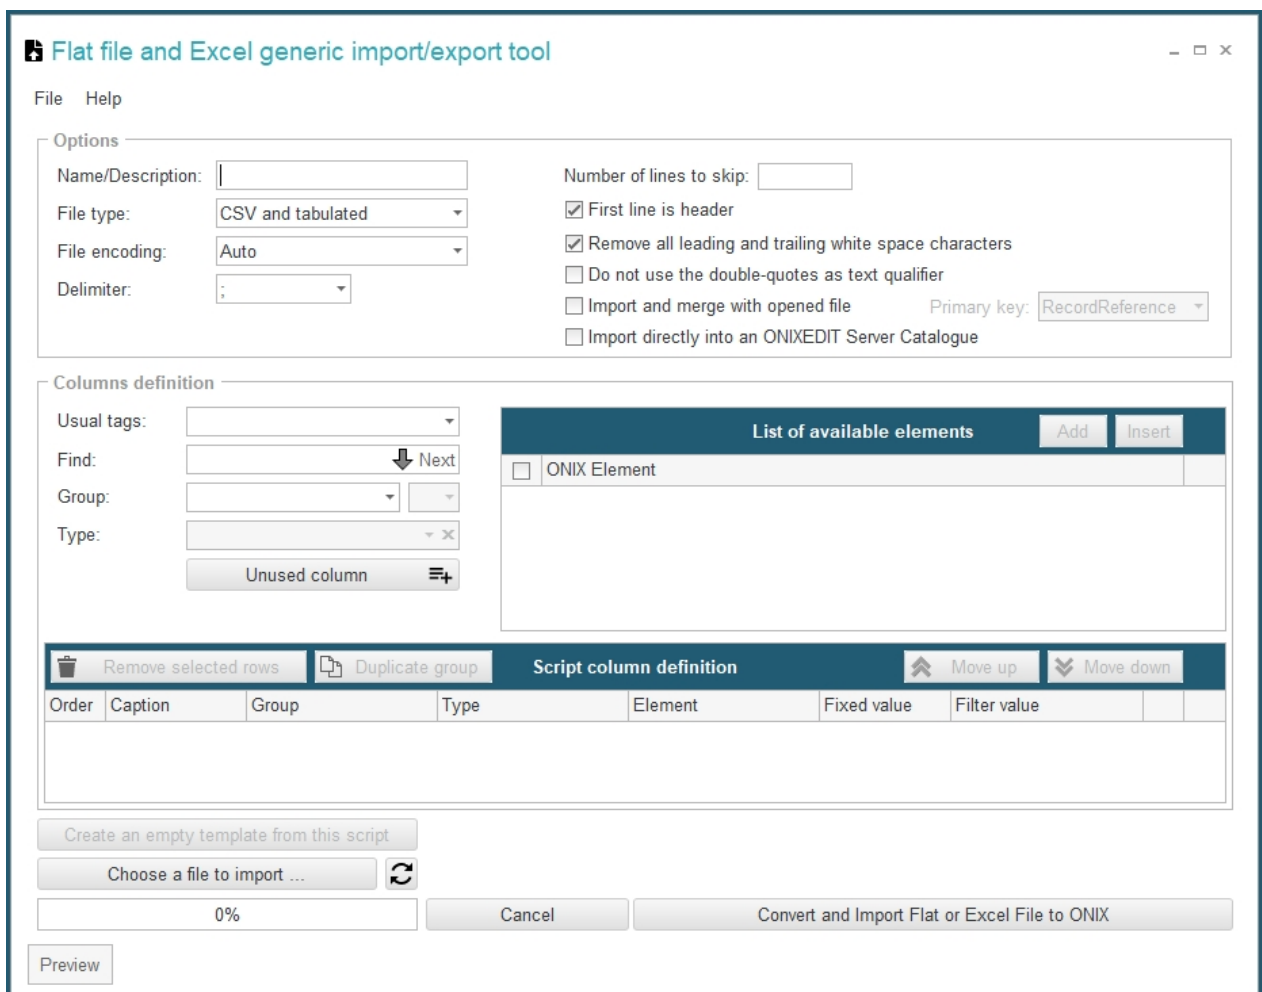 Flat file and Excel generic import/export tool
File Help
Options
Name/Description:
Number of lines to skip:
File type: CSV and tabulated
First line is header
File encoding: Auto
Remove all leading and trailing white space characters
Delimiter: ;
Do not use the double-quotes as text qualifier
Import and merge with opened file Primary key: RecordReference
Import directly into an ONIXEDIT Server Catalogue
Columns definition
Usual tags:
Find: Next
Group:
Type:
Unused column
List of available elements Add Insert
ONIX Element
Remove selected rows Duplicate group Script column definition Move up Move down
Order Caption Group Type Element Fixed value Filter value
Create an empty template from this script
Choose a file to import ...
0% Cancel Convert and Import Flat or Excel File to ONIX
Preview